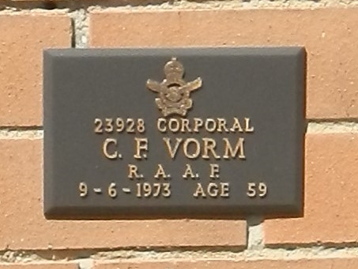 23928 CORPORAL
C. F. VORM
R. A. A. F.
9-6-1973 AGE 59